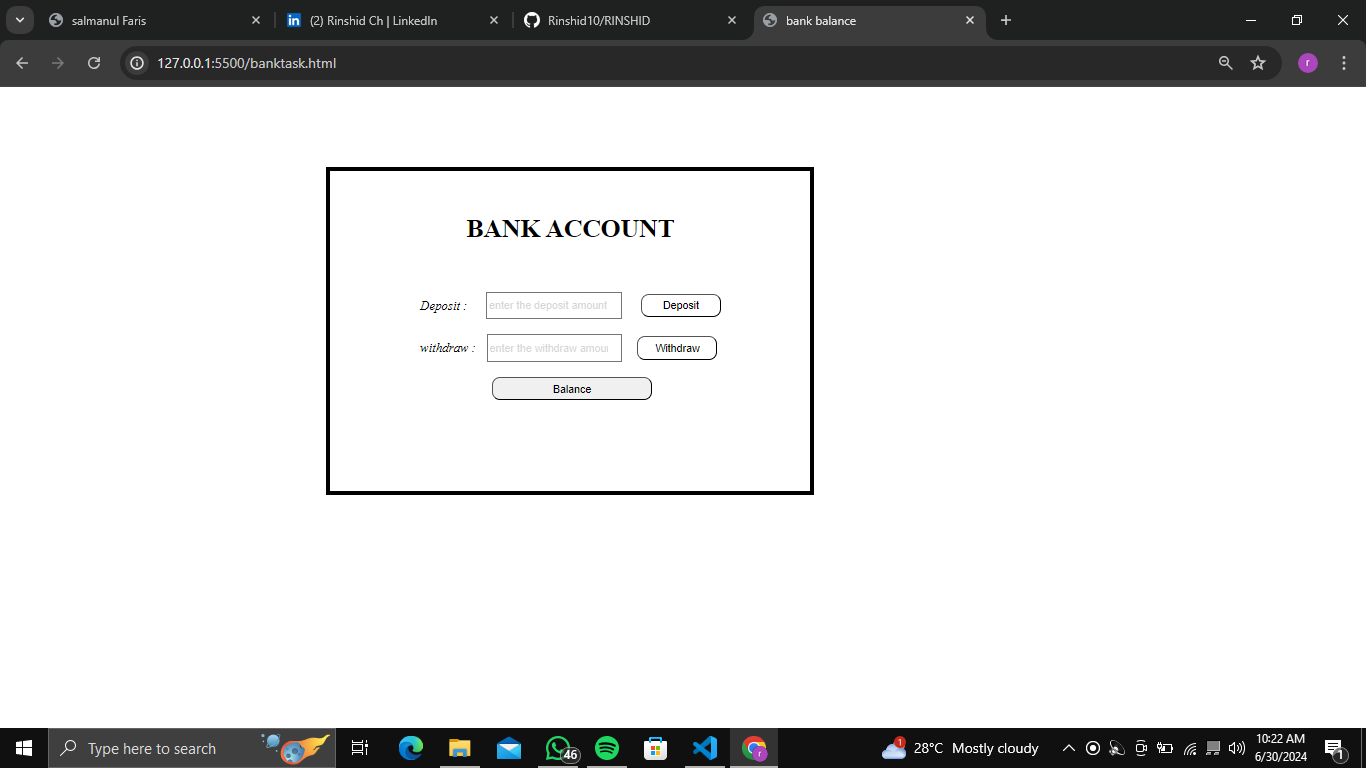 salmanul Faris
(2) Rinshid Ch | LinkedIn
Rinshid10/RINSHID
bank balance
127.0.0.1:5500/banktask.html
r
BANK ACCOUNT
Deposit : enter the deposit amount Deposit
withdraw : enter the withdraw amou Withdraw
Balance
Type here to search
46
r
1
28°C Mostly cloudy
10:22 AM
6/30/2024
1